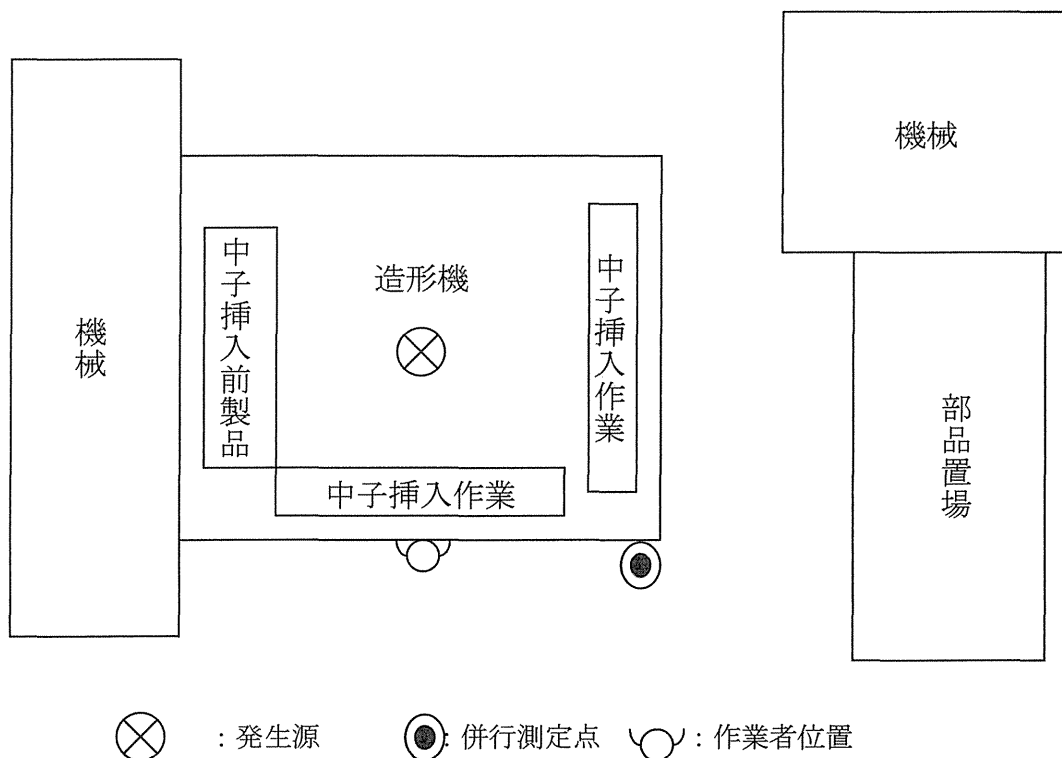 機械
機械
造形機
中子挿入前製品
中子挿入作業
中子挿入作業
部品置場
：発生源
：併行測定点
：作業者位置